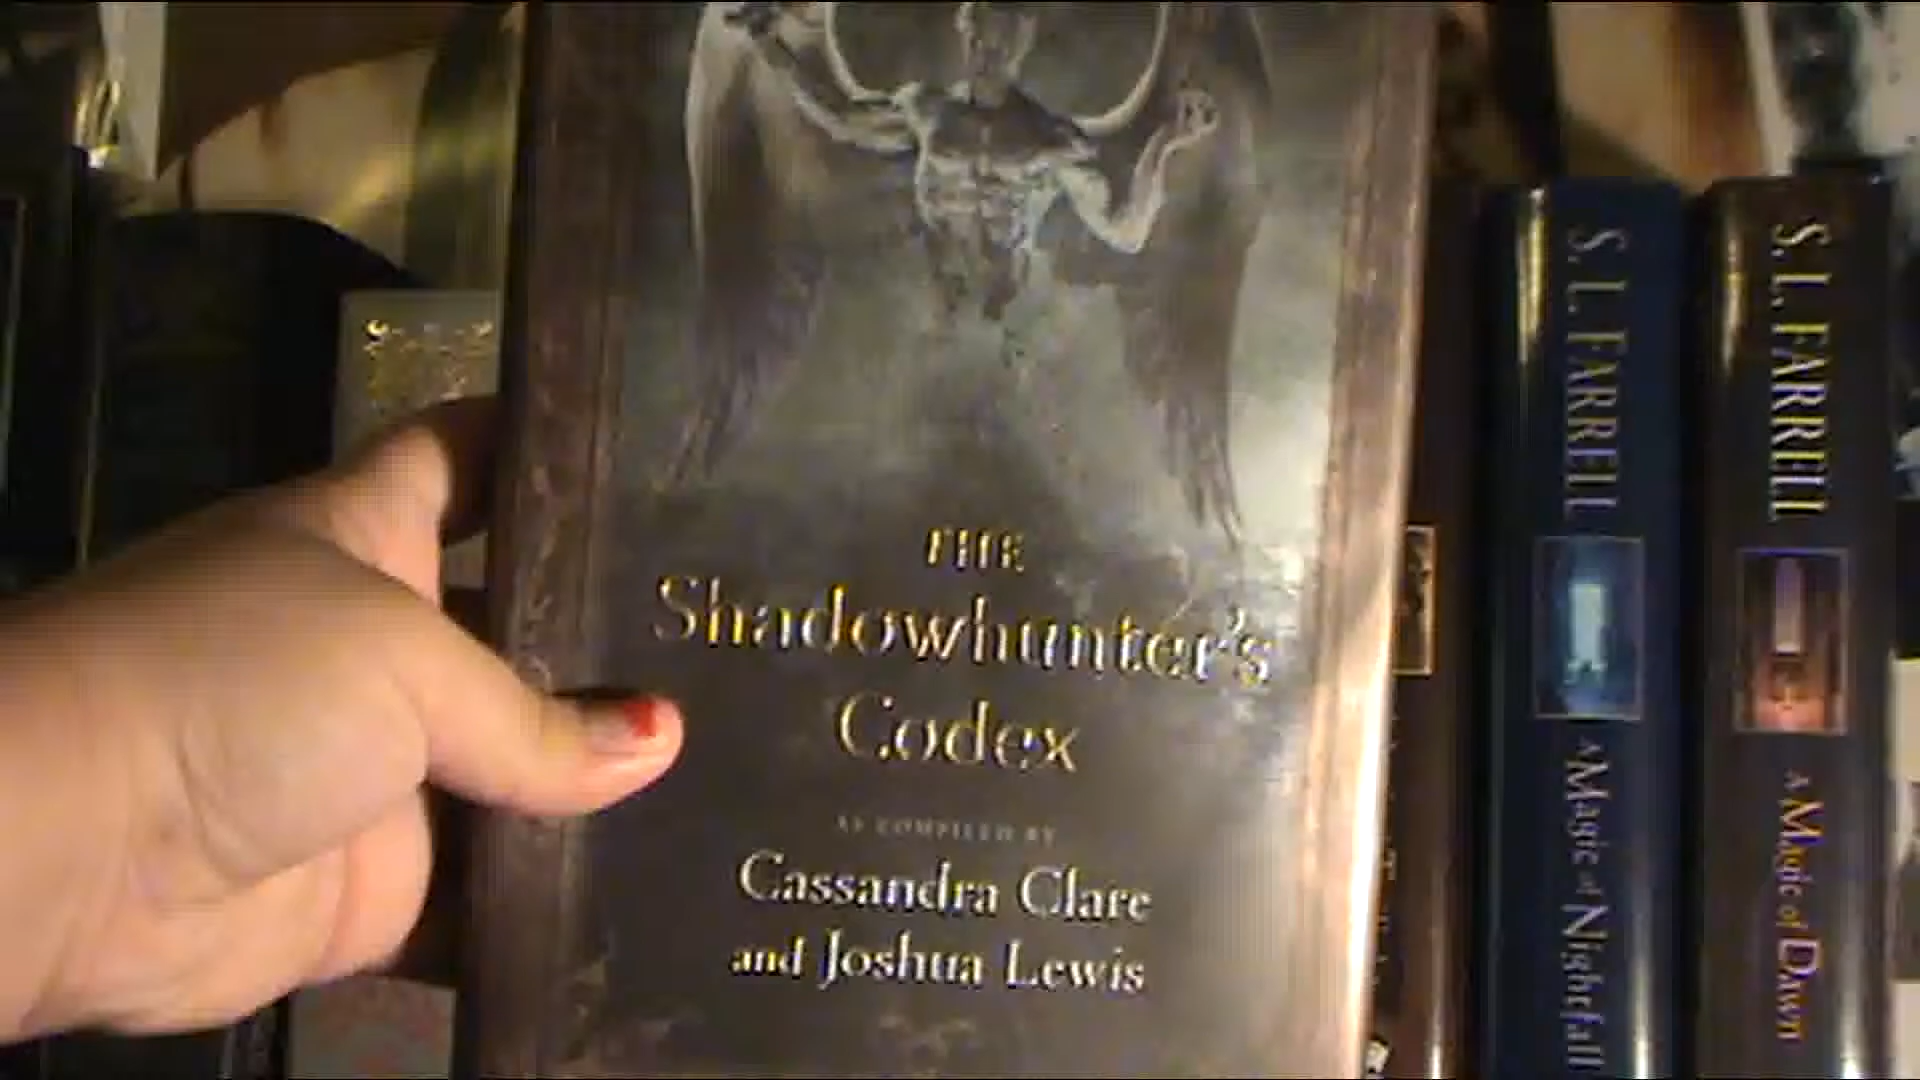 THE
Shadowhunter's
Codex
AS COMPILED BY
Cassandra Clare
and Joshua Lewis
S. L. FARRELL
A Magic of Nightfall
S. L. FARRELL
A Magic of Dawn